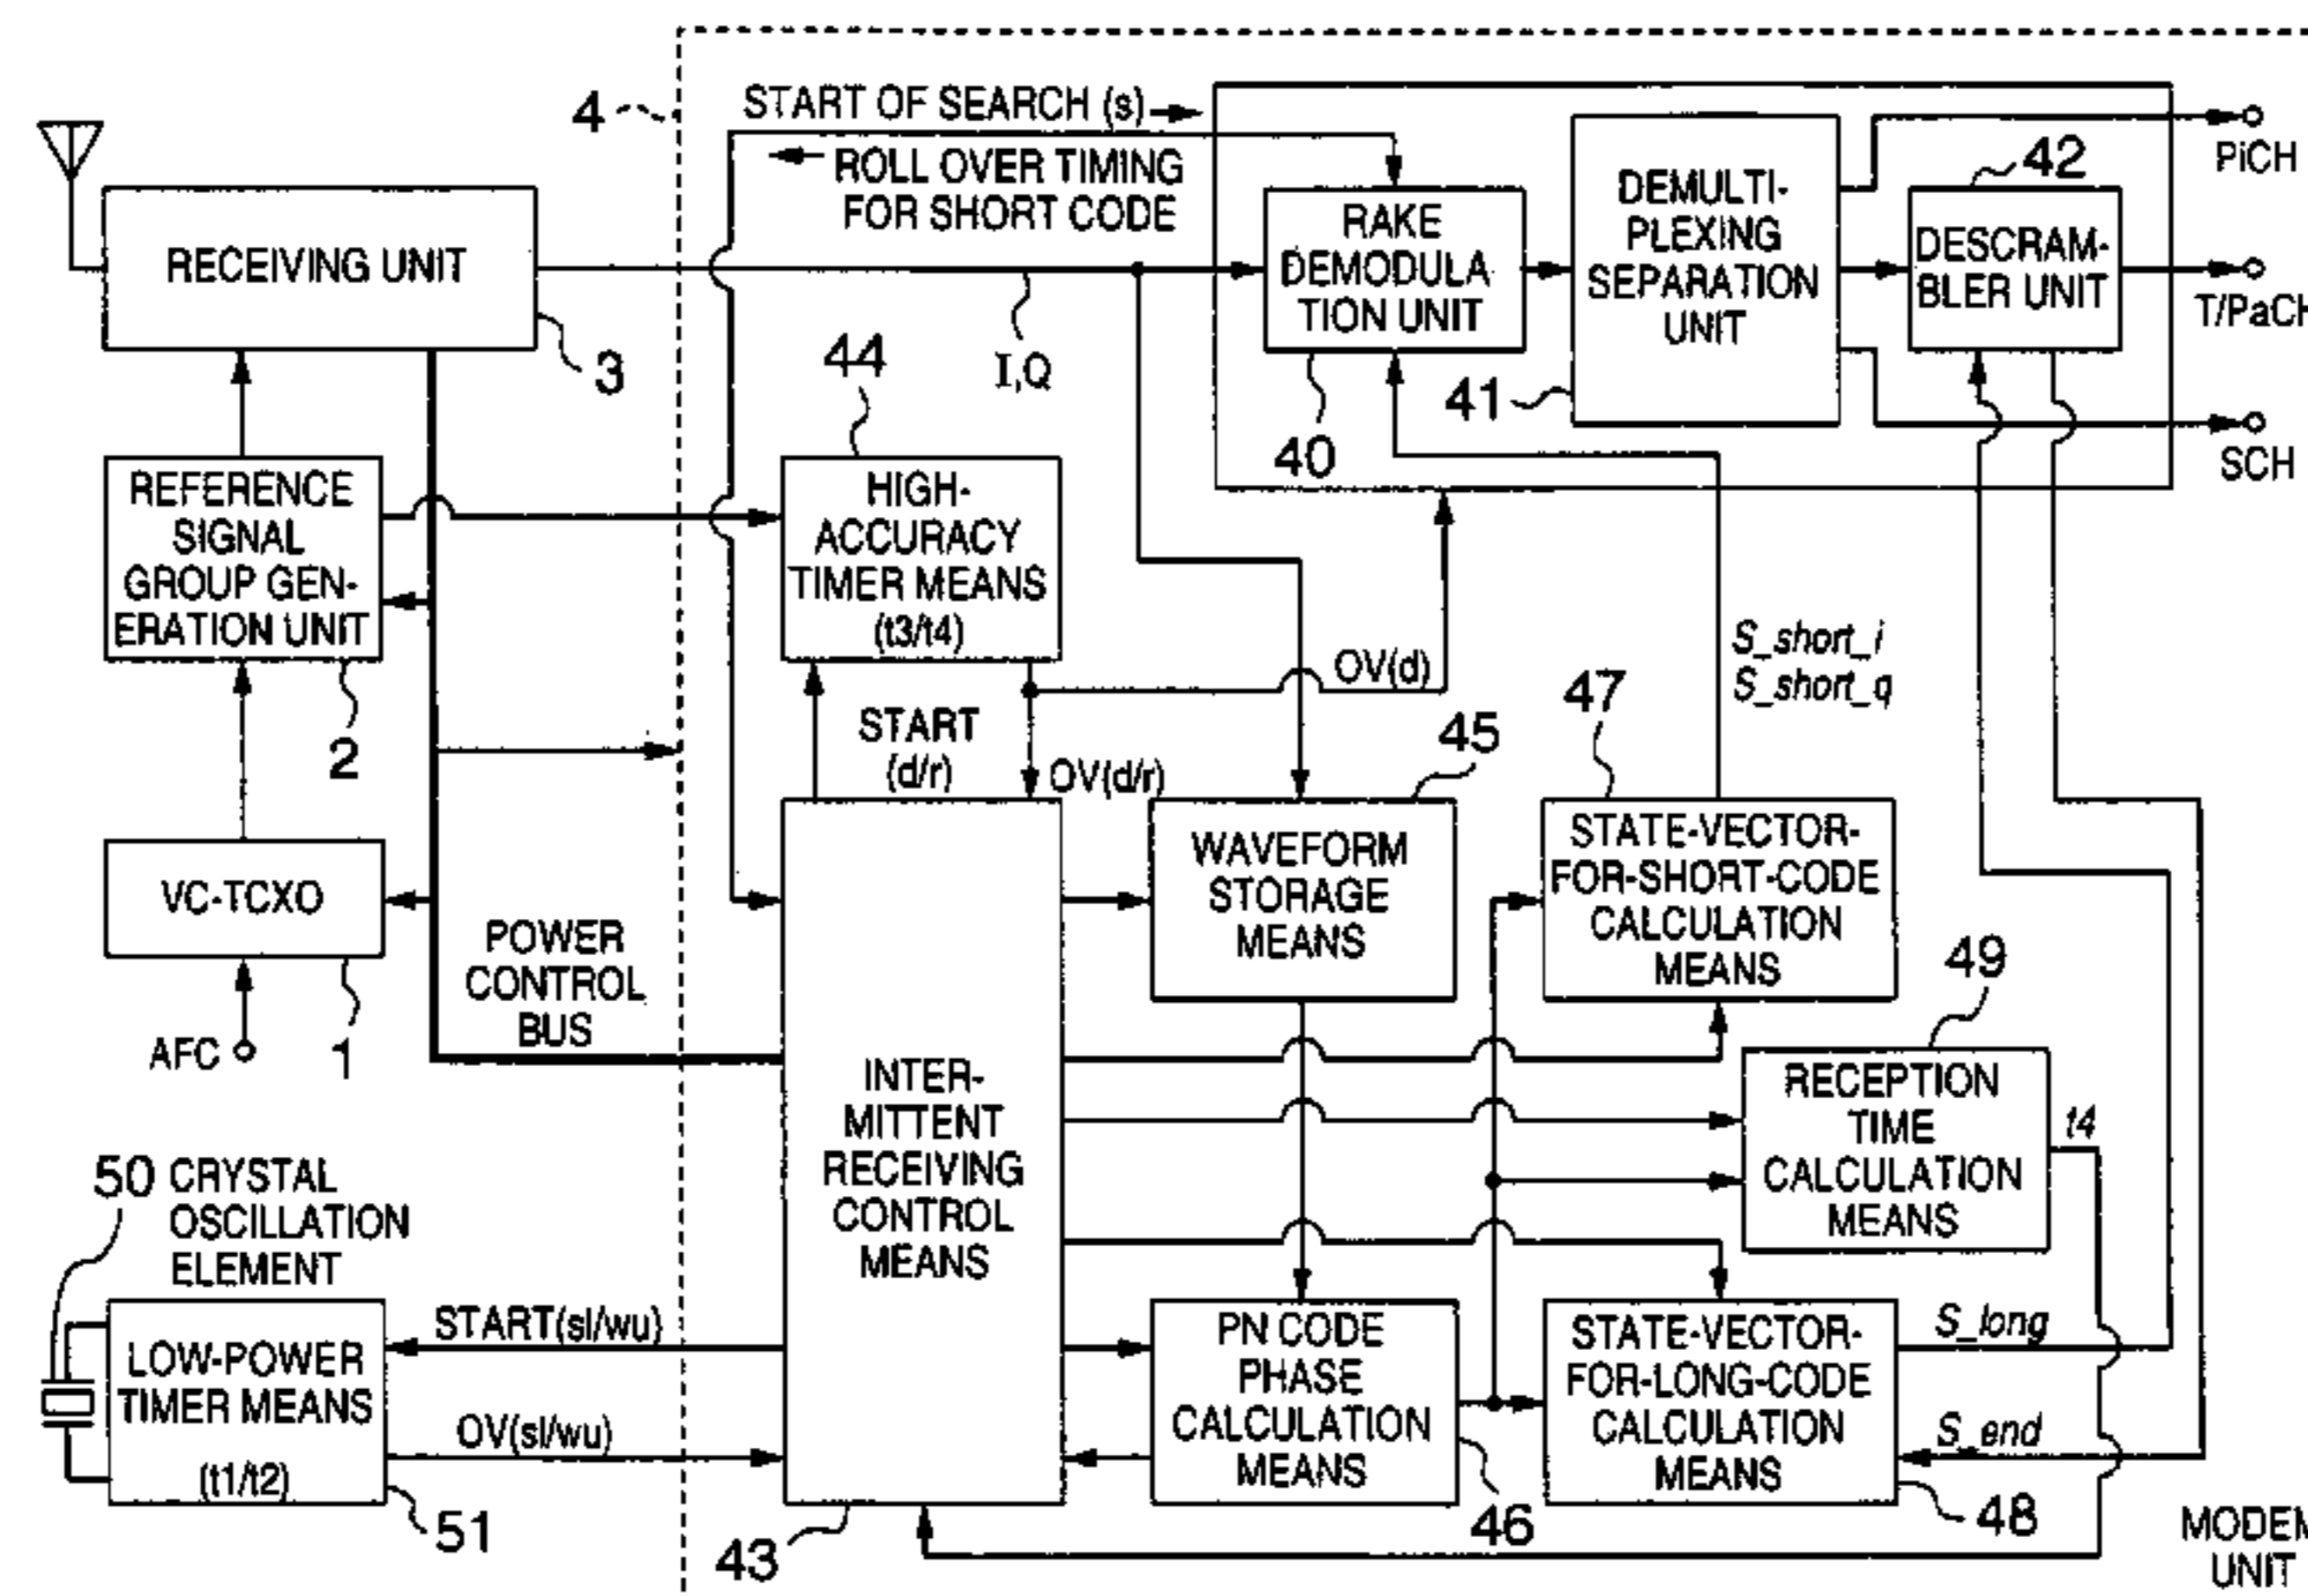 START OF SEARCH (s)
4
ROLL OVER TIMING
FOR SHORT CODE
RECEIVING UNIT
3
I,Q
RAKE
DEMODULA
TION UNIT
40
DEMULTI-
PLEXING
SEPARATION
UNIT
41
42
DESCRAM-
BLER UNIT
PiCH
T/PaCH
SCH
REFERENCE
SIGNAL
GROUP GEN-
ERATION UNIT
2
44
HIGH-
ACCURACY
TIMER MEANS
(t3/t4)
START
(d/r)
OV(d)
OV(d/r)
S_short_i
S_short_q
VC-TCXO
1
AFC
POWER
CONTROL
BUS
45
WAVEFORM
STORAGE
MEANS
47
STATE-VECTOR-
FOR-SHORT-CODE
CALCULATION
MEANS
49
RECEPTION
TIME
CALCULATION
MEANS
t4
INTER-
MITTENT
RECEIVING
CONTROL
MEANS
43
50 CRYSTAL
OSCILLATION
ELEMENT
LOW-POWER
TIMER MEANS
(t1/t2)
51
START(sl/wu)
OV(sl/wu)
PN CODE
PHASE
CALCULATION
MEANS
46
STATE-VECTOR-
FOR-LONG-CODE
CALCULATION
MEANS
48
S_long
S_end
MODEM
UNIT